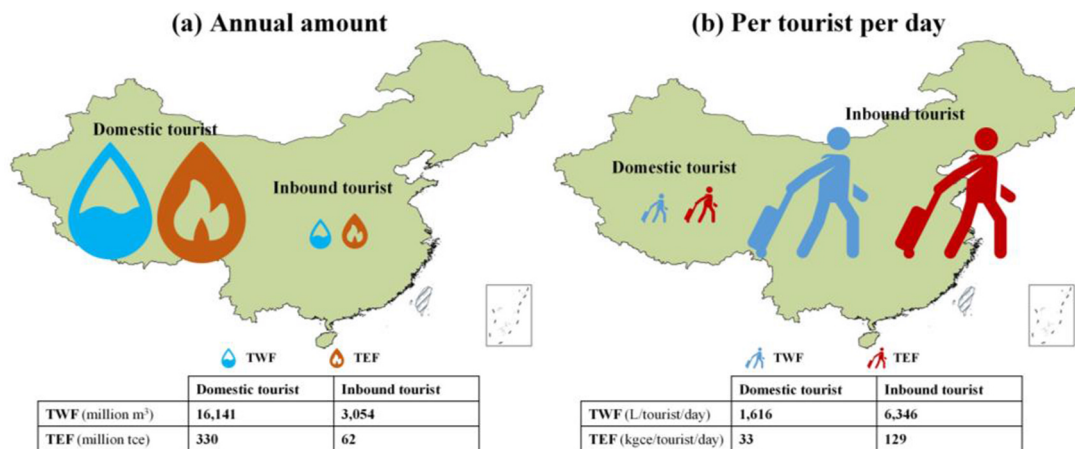 (a) Annual amount
Domestic tourist
Inbound tourist
TWF TEF
Domestic tourist Inbound tourist
TWF (million m³) 16,141 3,054
TEF (million tce) 330 62
(b) Per tourist per day
Inbound tourist
Domestic tourist
TWF TEF
Domestic tourist Inbound tourist
TWF (L/tourist/day) 1,616 6,346
TEF (kgce/tourist/day) 33 129